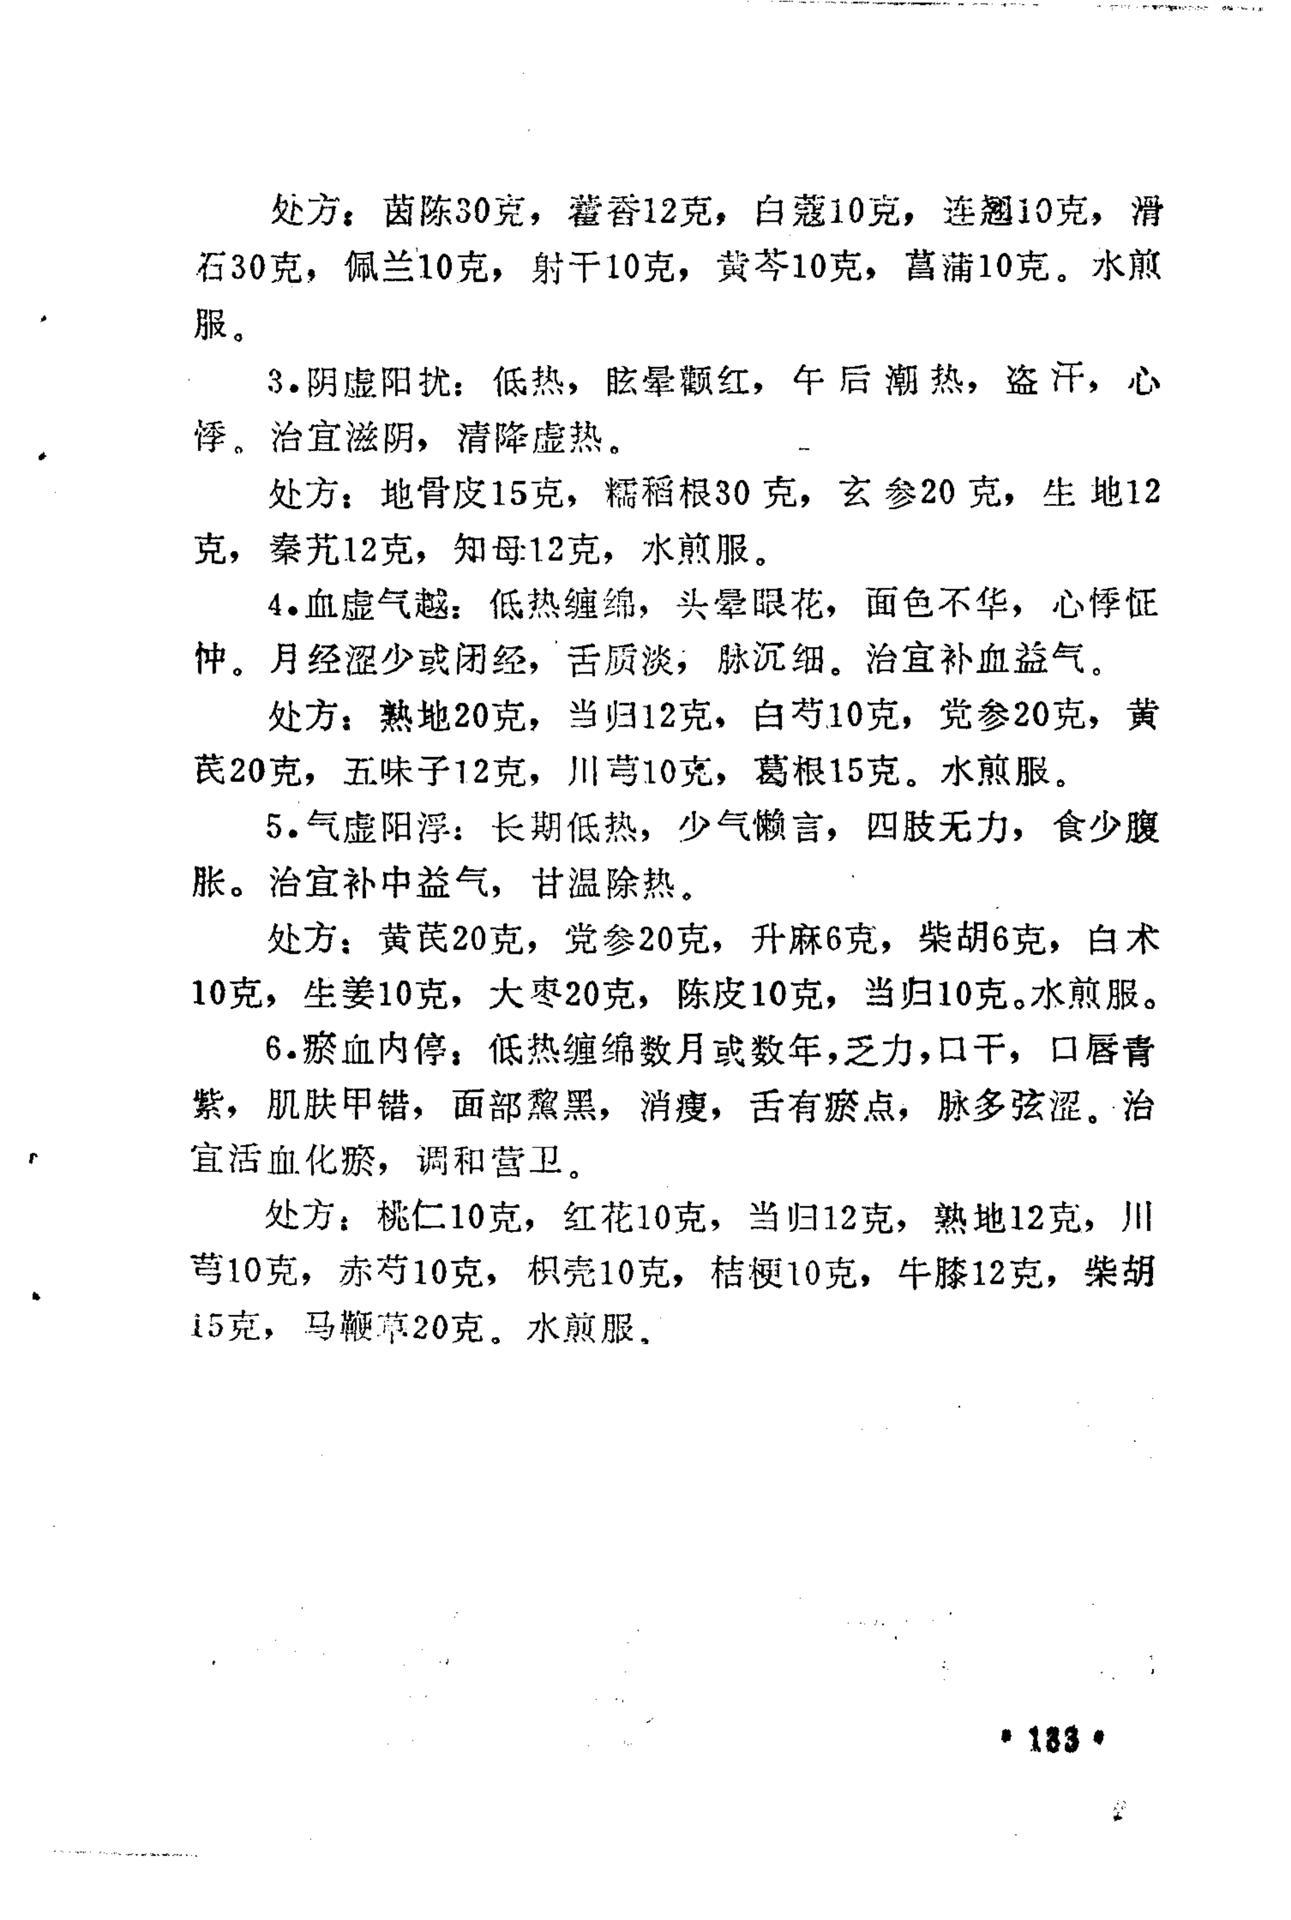 处方：茵陈30克，藿香12克，白蔻10克，连翘10克，滑
石30克，佩兰10克，射干10克，黄芩10克，菖蒲10克。水煎
服。
3.阴虚阳扰：低热，眩晕颧红，午后潮热，盗汗，心
悸。治宜滋阴，清降虚热。
处方：地骨皮15克，糯稻根30克，玄参20克，生地12
克，秦艽12克，知母12克，水煎服。
4.血虚气越：低热缠绵，头晕眼花，面色不华，心悸怔
忡。月经涩少或闭经，舌质淡，脉沉细。治宜补血益气。
处方：熟地20克，当归12克，白芍10克，党参20克，黄
芪20克，五味子12克，川芎10克，葛根15克。水煎服。
5.气虚阳浮：长期低热，少气懒言，四肢无力，食少腹
胀。治宜补中益气，甘温除热。
处方：黄芪20克，党参20克，升麻6克，柴胡6克，白术
10克，生姜10克，大枣20克，陈皮10克，当归10克。水煎服。
6.瘀血内停：低热缠绵数月或数年，乏力，口干，口唇青
紫，肌肤甲错，面部黧黑，消瘦，舌有瘀点，脉多弦涩。治
宜活血化瘀，调和营卫。
处方：桃仁10克，红花10克，当归12克，熟地12克，川
芎10克，赤芍10克，枳壳10克，桔梗10克，牛膝12克，柴胡
15克，马鞭草20克。水煎服。
•133•